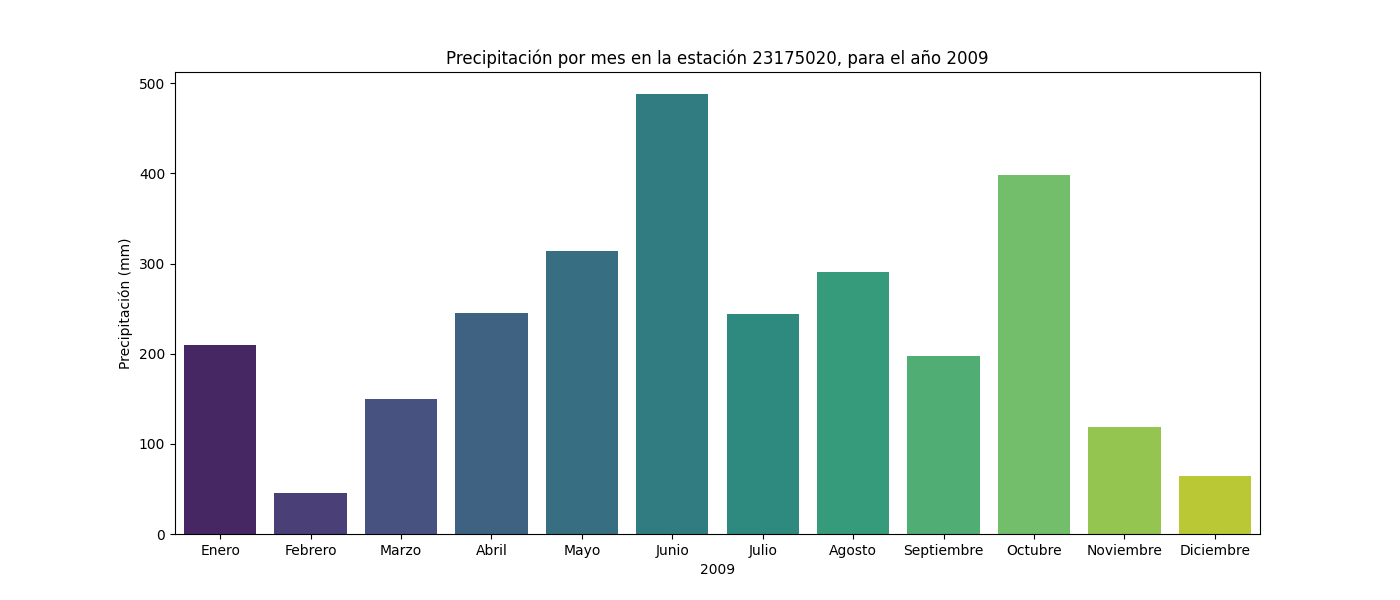 Precipitación por mes en la estación 23175020, para el año 2009
Precipitación (mm)
500
400
300
200
100
0
Enero Febrero Marzo Abril Mayo Junio Julio Agosto Septiembre Octubre Noviembre Diciembre
2009